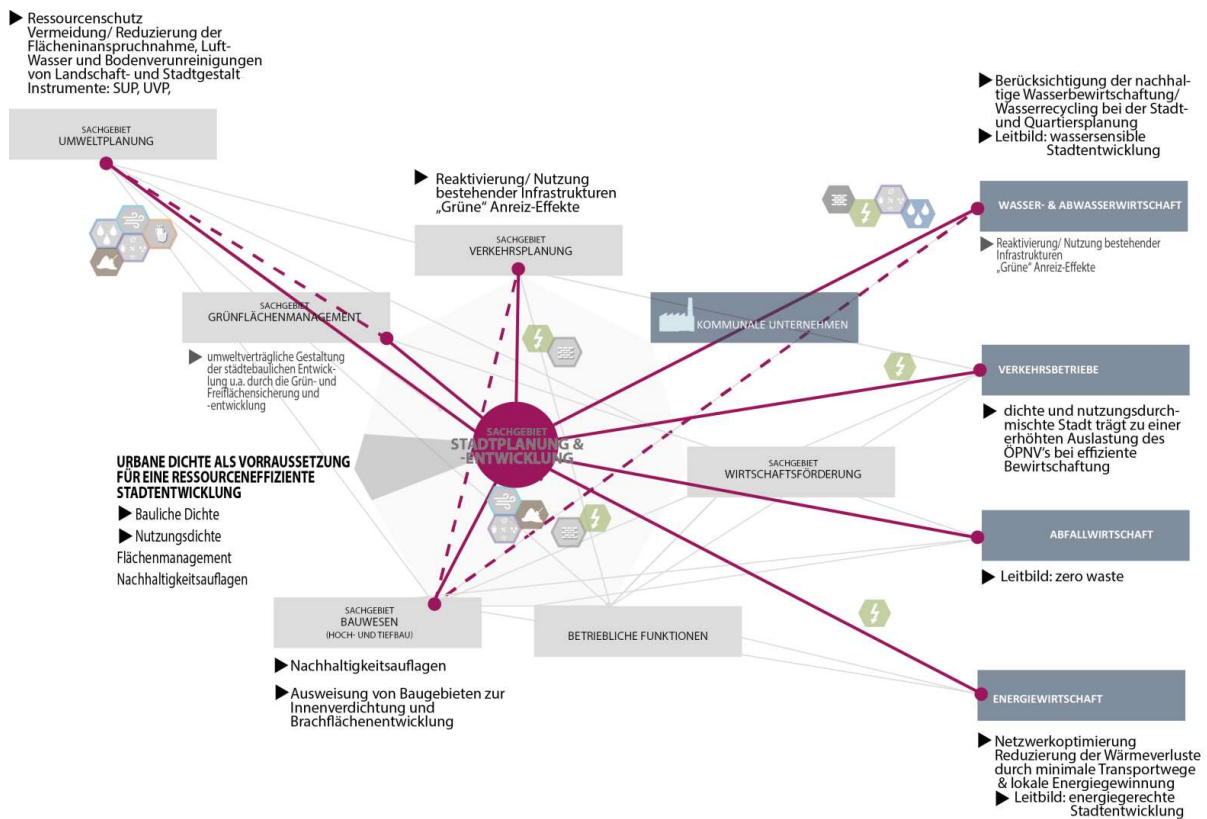 ▶ Ressourcenschutz
Vermeidung/ Reduzierung der
Flächeninanspruchnahme, Luft-
Wasser und Bodenverunreinigungen
von Landschaft- und Stadtgestalt
Instrumente: SUP, UVP,
SACHGEBIET
UMWELTPLANUNG
▶ Reaktivierung/ Nutzung
bestehender Infrastrukturen
„Grüne“ Anreiz-Effekte
SACHGEBIET
VERKEHRSPLANUNG
SACHGEBIET
GRÜNFLÄCHENMANAGEMENT
▶ umweltverträgliche Gestaltung
der städtebaulichen Entwick-
lung u.a. durch die Grün- und
Freiflächensicherung und
-entwicklung
KOMMUNALE UNTERNEHMEN
SACHGEBIET
STADTPLANUNG &
-ENTWICKLUNG
URBANE DICHTE ALS VORRAUSSETZUNG
FÜR EINE RESSOURCENEFFIZIENTE
STADTENTWICKLUNG
▶ Bauliche Dichte
▶ Nutzungsdichte
Flächenmanagement
Nachhaltigkeitsauflagen
SACHGEBIET
WIRTSCHAFTSFÖRDERUNG
SACHGEBIET
BAUWESEN
(HOCH- UND TIEFBAU)
▶ Nachhaltigkeitsauflagen
▶ Ausweisung von Baugebieten zur
Innenverdichtung und
Brachflächenentwicklung
BETRIEBLICHE FUNKTIONEN
▶ Berücksichtigung der nachhal-
tige Wasserbewirtschaftung/
Wasserrecycling bei der Stadt-
und Quartiersplanung
▶ Leitbild: wassersensible
Stadtentwicklung
WASSER- & ABWASSERWIRTSCHAFT
▶ Reaktivierung/ Nutzung bestehender
Infrastrukturen
„Grüne“ Anreiz-Effekte
VERKEHRSBETRIEBE
▶ dichte und nutzungsdurch-
mischte Stadt trägt zu einer
erhöhten Auslastung des
ÖPNV's bei effiziente
Bewirtschaftung
ABFALLWIRTSCHAFT
▶ Leitbild: zero waste
ENERGIEWIRTSCHAFT
▶ Netzwerkoptimierung
Reduzierung der Wärmeverluste
durch minimale Transportwege
& lokale Energiegewinnung
▶ Leitbild: energiegerechte
Stadtentwicklung